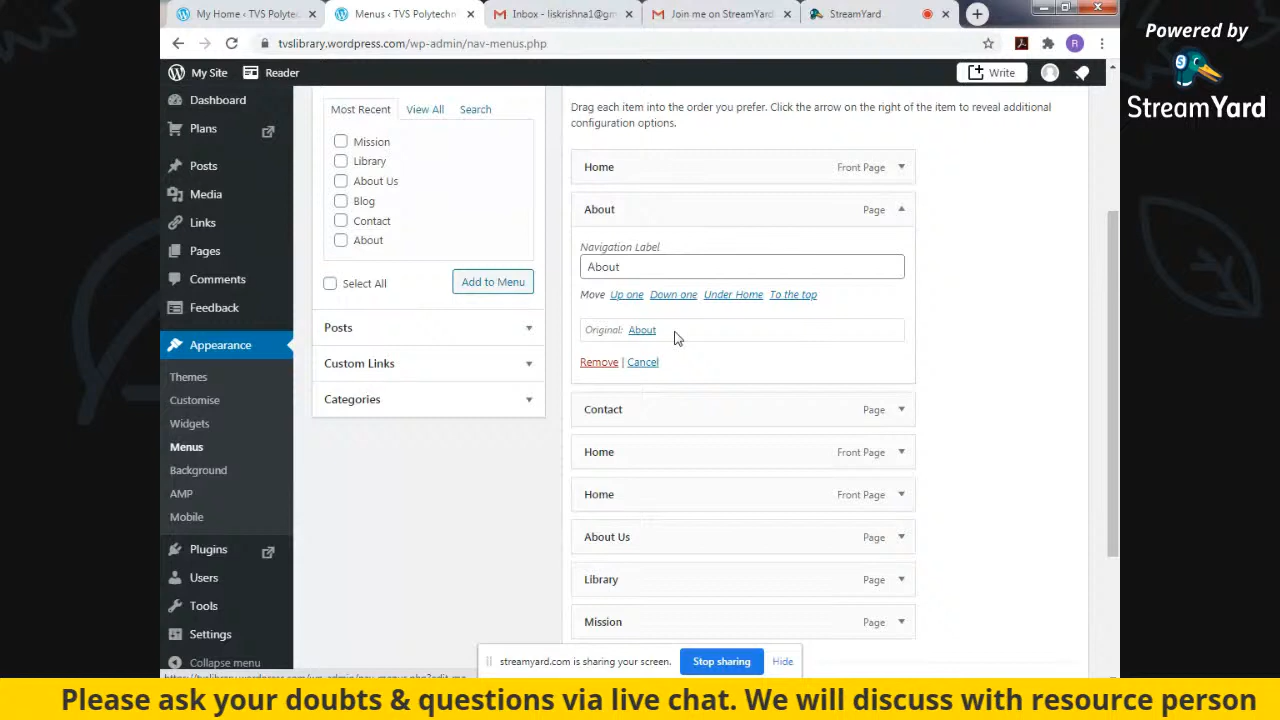 My Home ‹ TVS Polytec
Menus ‹ TVS Polytechn
Inbox - liskrishna1@gm
Join me on StreamYard
StreamYard
tvslibrary.wordpress.com/wp-admin/nav-menus.php
R
My Site
Reader
Write
Powered by
StreamYard
Dashboard
Plans
Posts
Media
Links
Pages
Comments
Feedback
Appearance
Themes
Customise
Widgets
Menus
Background
AMP
Mobile
Plugins
Users
Tools
Settings
Collapse menu
Most Recent
View All
Search
Mission
Library
About Us
Blog
Contact
About
Select All
Add to Menu
Posts
Custom Links
Categories
Drag each item into the order you prefer. Click the arrow on the right of the item to reveal additional
configuration options.
Home Front Page
About Page
Navigation Label
About
Move Up one Down one Under Home To the top
Original: About
Remove | Cancel
Contact Page
Home Front Page
Home Front Page
About Us Page
Library Page
Mission Page
streamyard.com is sharing your screen.
Stop sharing
Hide
Please ask your doubts & questions via live chat. We will discuss with resource person